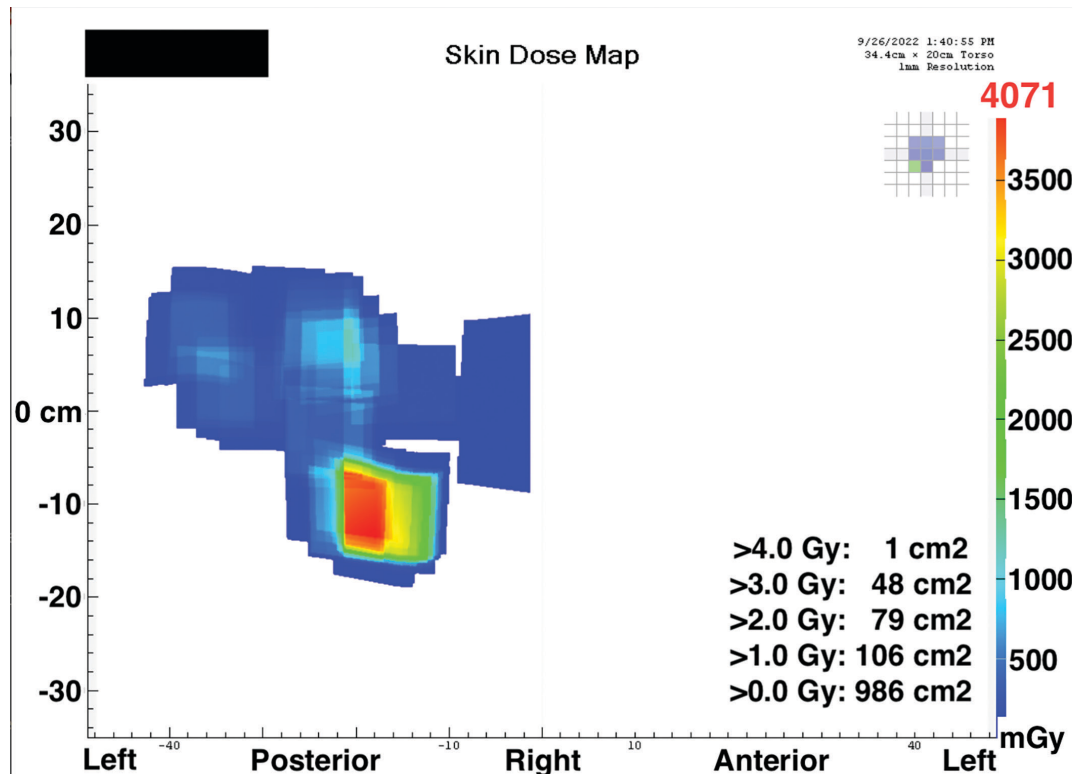 Skin Dose Map
9/26/2022 1:40:55 PM
34.4cm × 20cm Torso
1mm Resolution
4071
30
20
10
0 cm
-10
-20
-30
3500
3000
2500
2000
1500
1000
500
mGy
>4.0 Gy: 1 cm2
>3.0 Gy: 48 cm2
>2.0 Gy: 79 cm2
>1.0 Gy: 106 cm2
>0.0 Gy: 986 cm2
-40 -10 10 40
Left Posterior Right Anterior Left